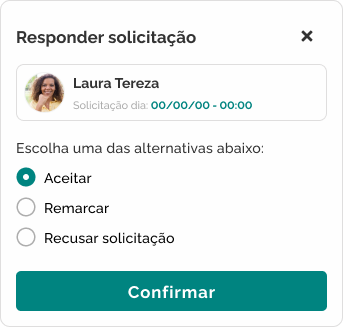 Responder solicitação
Laura Tereza
Solicitação dia: 00/00/00 - 00:00
Escolha uma das alternativas abaixo:
Aceitar
Remarcar
Recusar solicitação
Confirmar